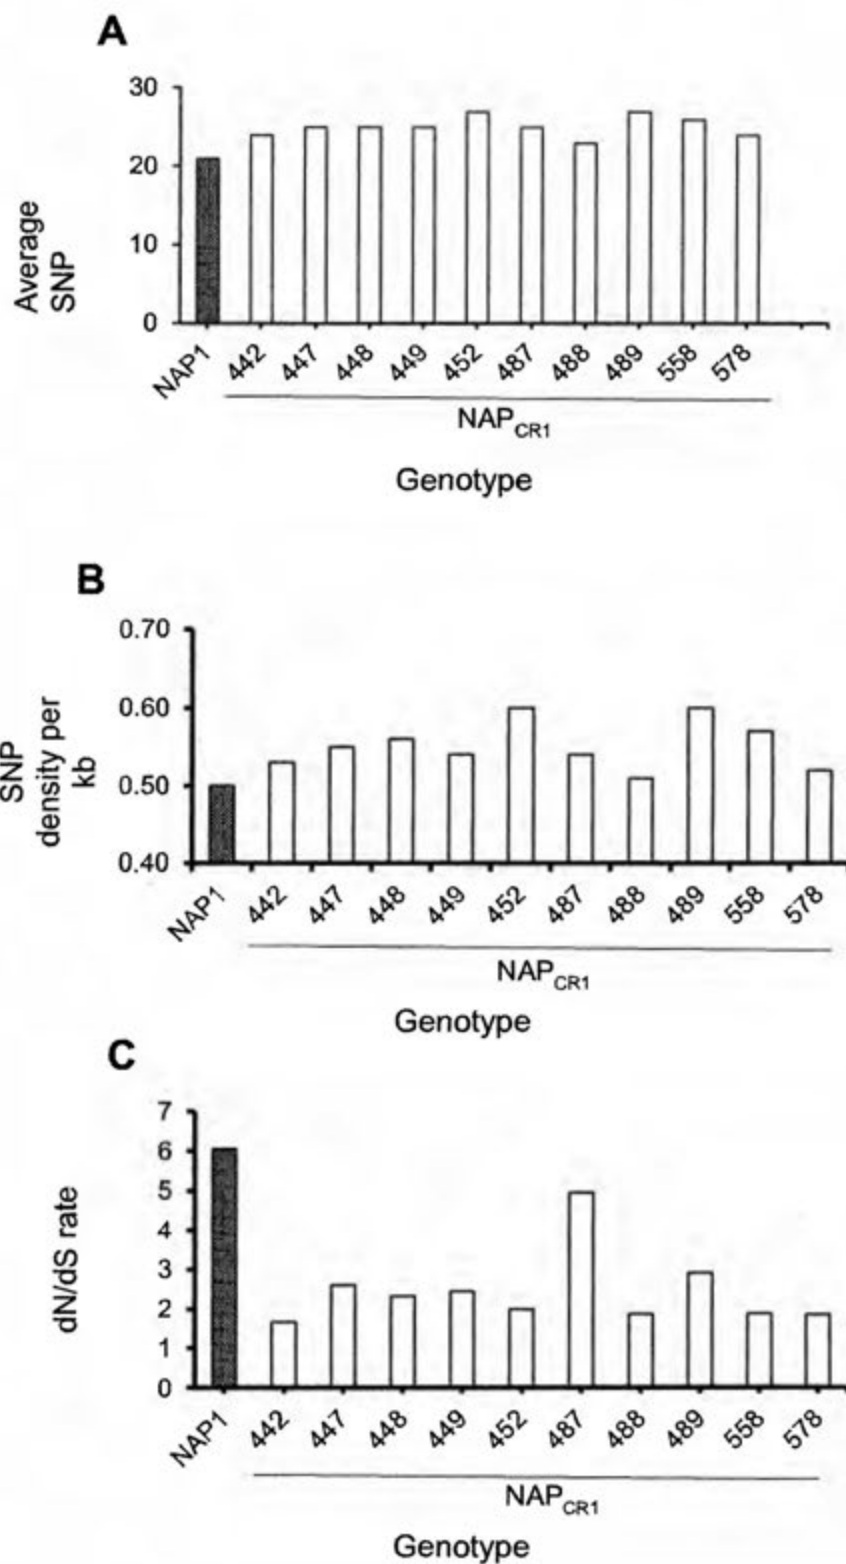 A
30
20
10
0
Average
SNP
NAP1 442 447 448 449 452 487 488 489 558 578
NAPCR1
Genotype
B
0.70
0.60
0.50
0.40
SNP
density per
kb
NAP1 442 447 448 449 452 487 488 489 558 578
NAPCR1
Genotype
C
7
6
5
4
3
2
1
0
dN/dS rate
NAP1 442 447 448 449 452 487 488 489 558 578
NAPCR1
Genotype